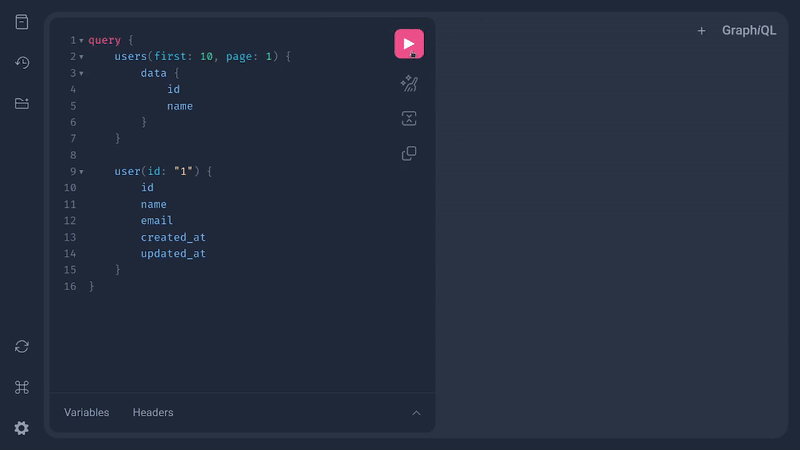 + GraphiQL
1 query {
2 users(first: 10, page: 1) {
3 data {
4 id
5 name
6 }
7 }
8
9 user(id: "1") {
10 id
11 name
12 email
13 created_at
14 updated_at
15 }
16 }
Variables Headers